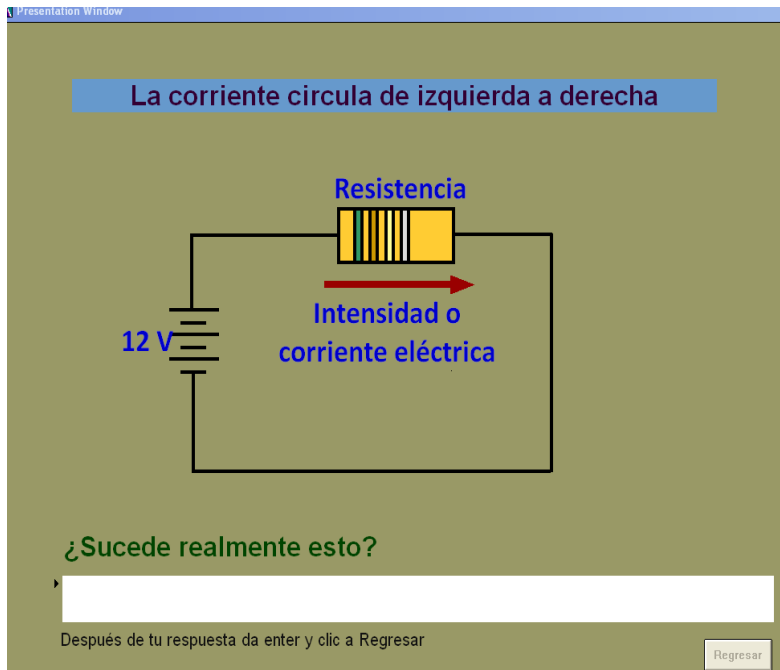 Presentation Window
La corriente circula de izquierda a derecha
Resistencia
12 V
Intensidad o
corriente eléctrica
¿Sucede realmente esto?
Después de tu respuesta da enter y clic a Regresar
Regresar